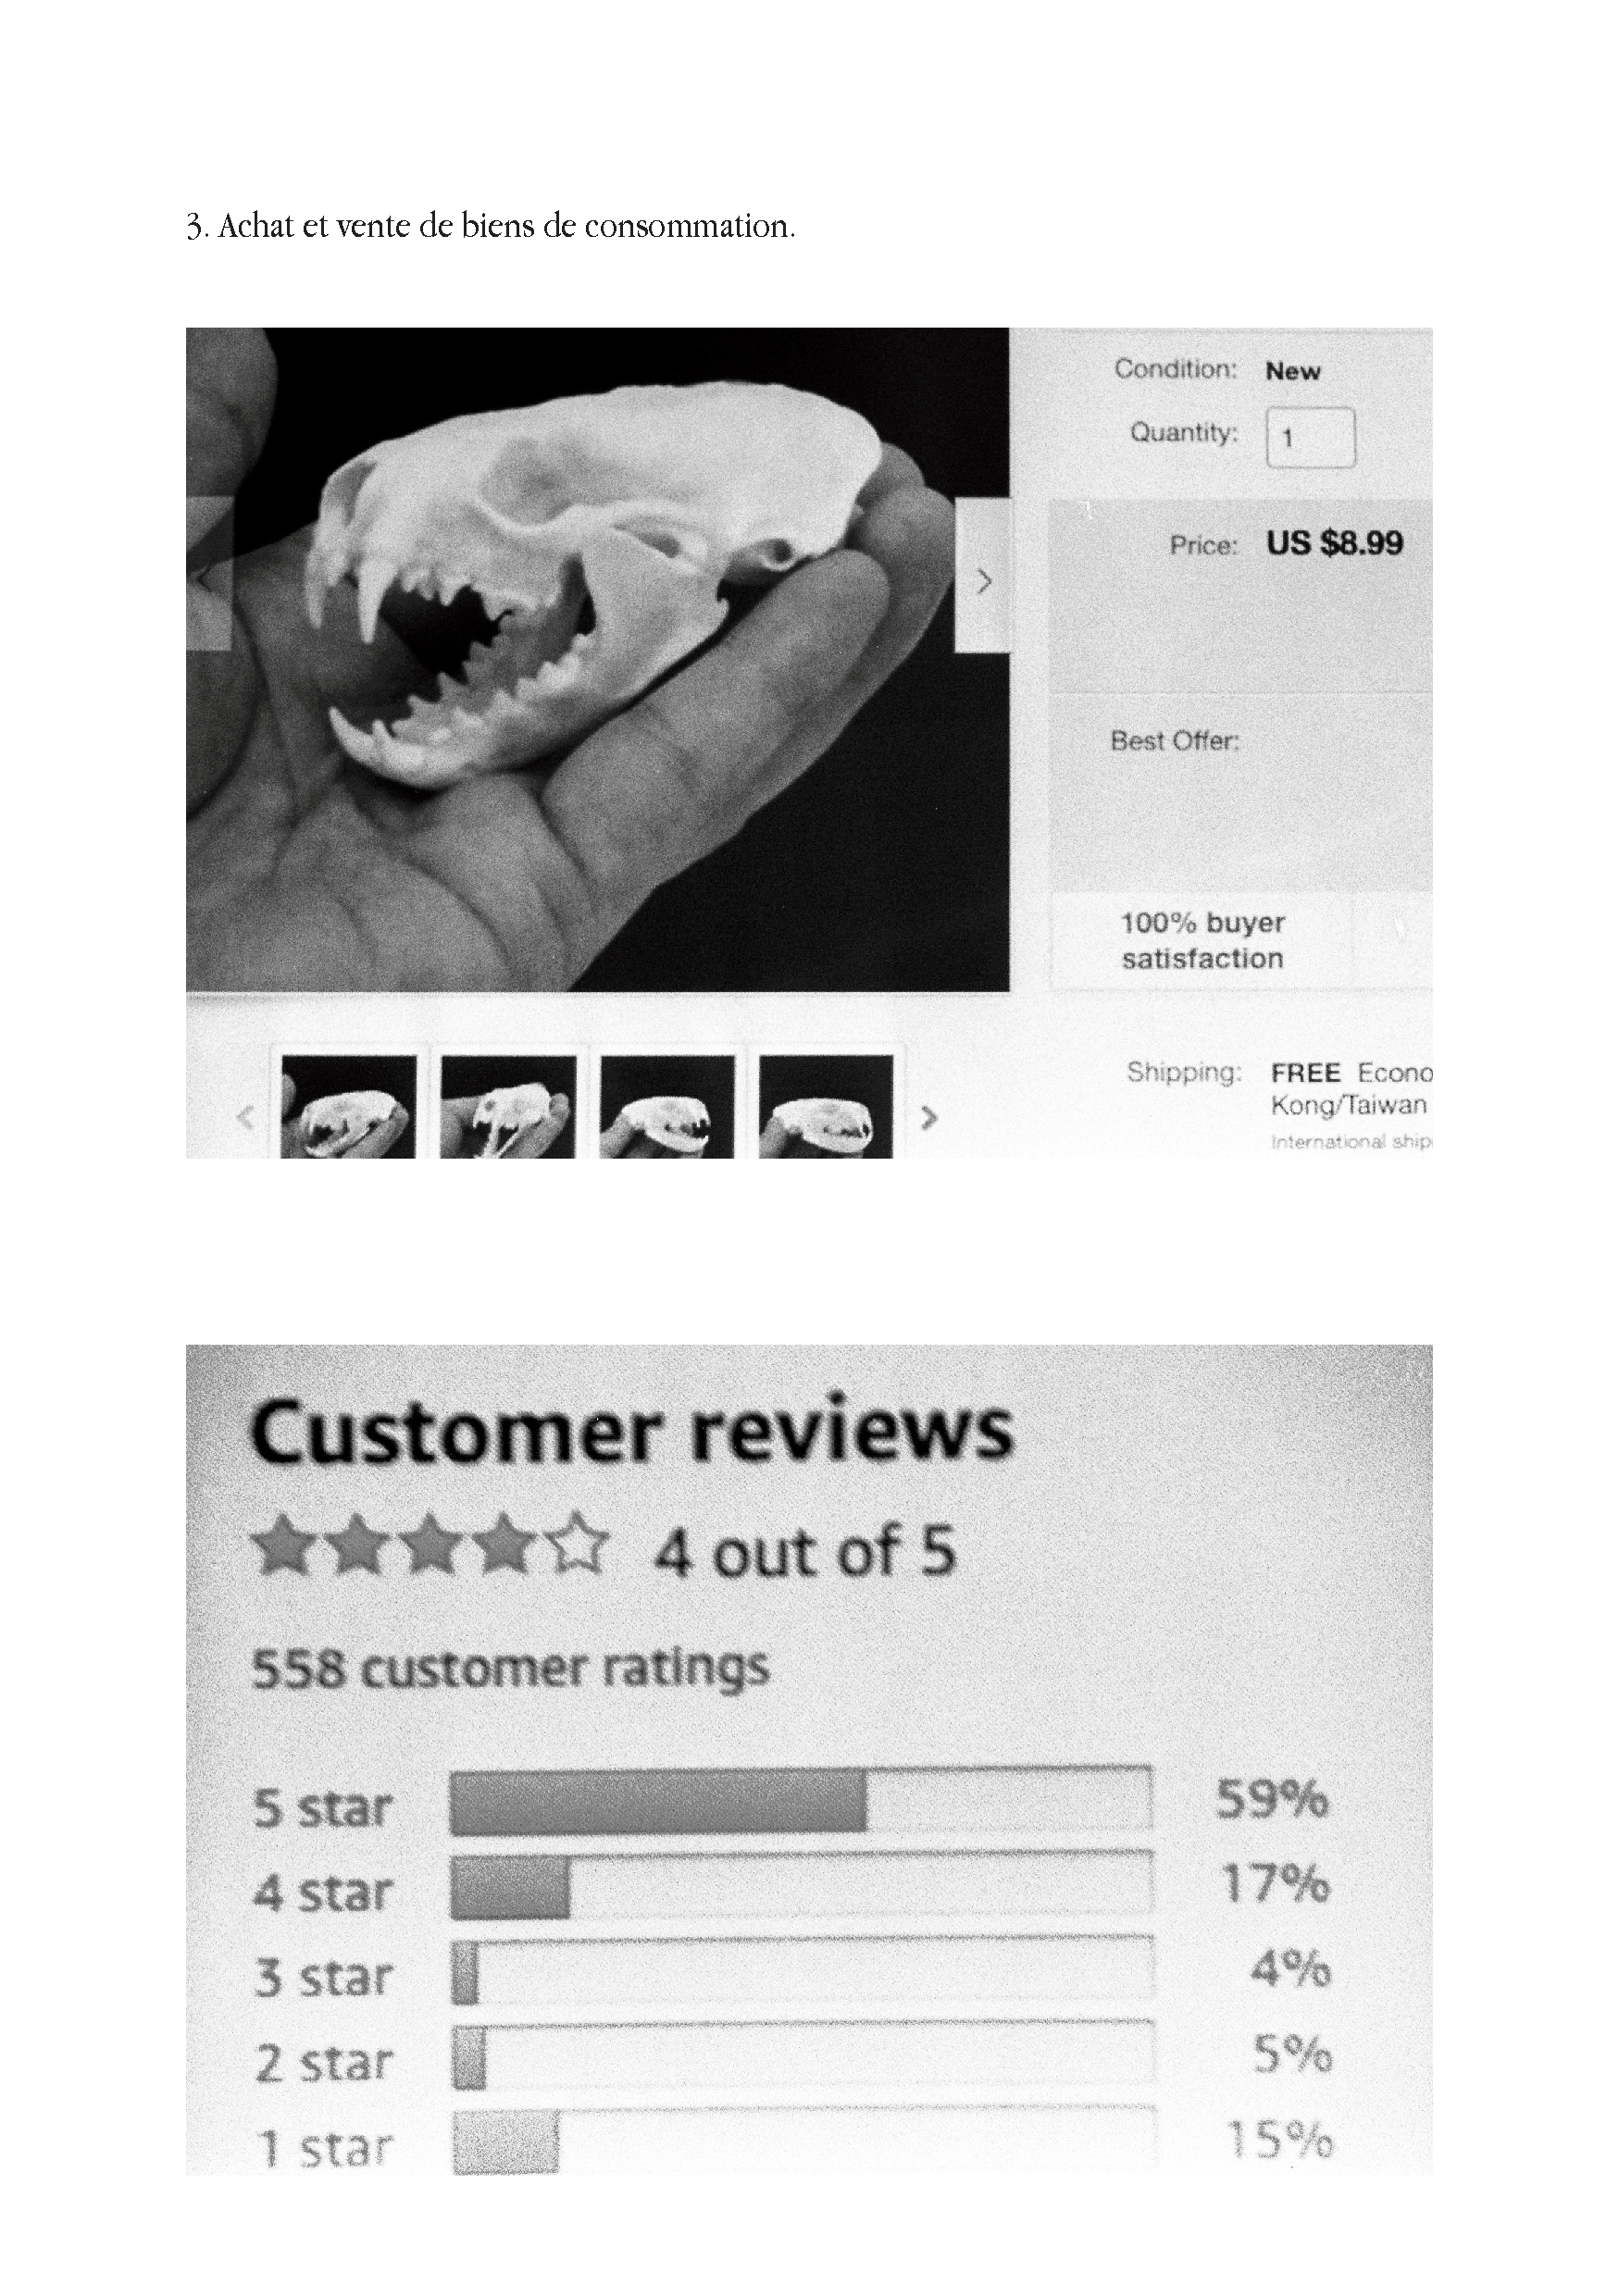 3. Achat et vente de biens de consommation.
Condition: New
Quantity: 1
Price: US $8.99
Best Offer:
100% buyer
satisfaction
Shipping: FREE Econo
Kong/Taiwan
International ship
Customer reviews
4 out of 5
558 customer ratings
5 star 59%
4 star 17%
3 star 4%
2 star 5%
1 star 15%